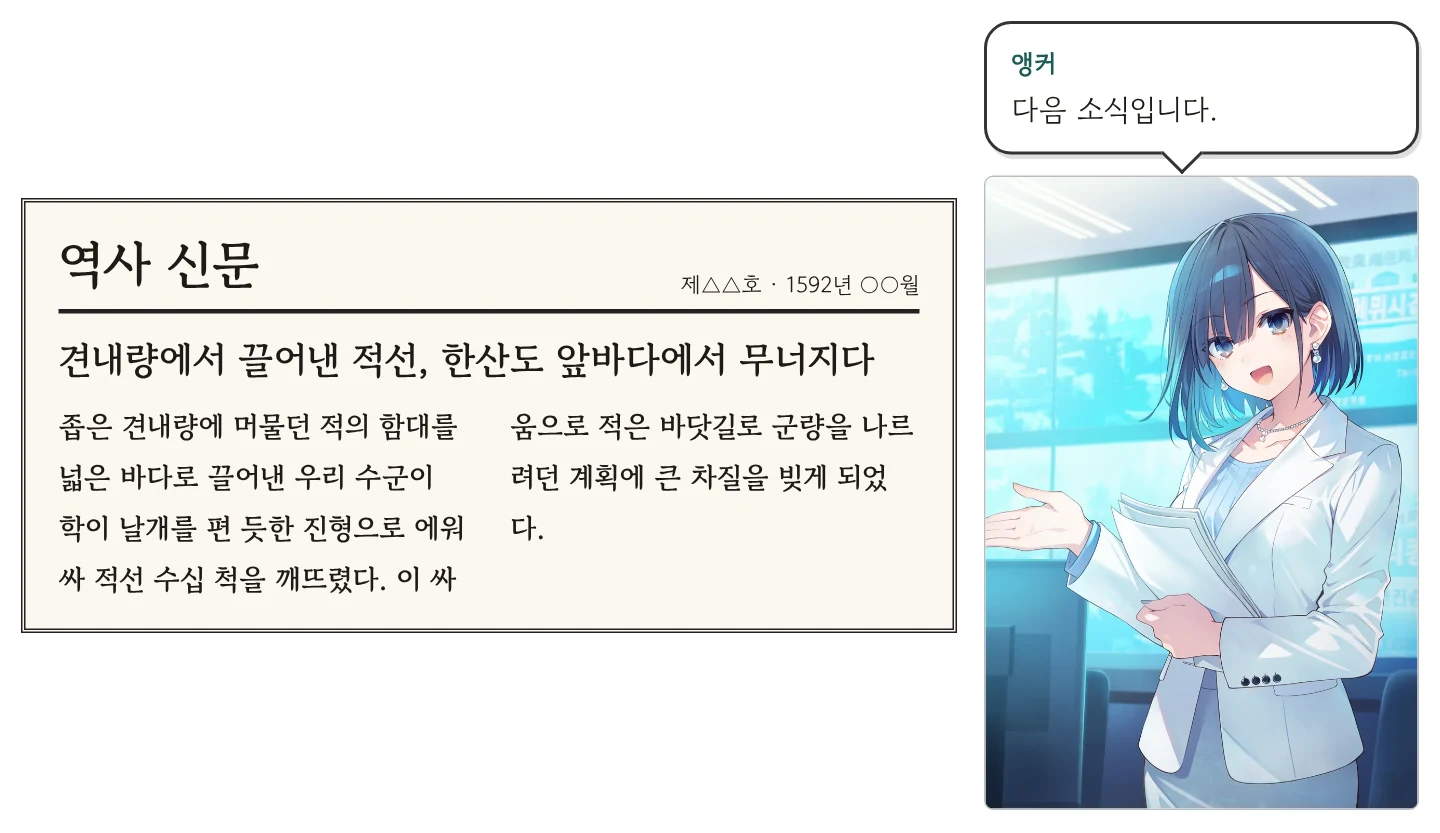 역사 신문
제△△호 · 1592년 ○○월
견내량에서 끌어낸 적선, 한산도 앞바다에서 무너지다
좁은 견내량에 머물던 적의 함대를
넓은 바다로 끌어낸 우리 수군이
학이 날개를 편 듯한 진형으로 에워
싸 적선 수십 척을 깨뜨렸다. 이 싸
움으로 적은 바닷길로 군량을 나르
려던 계획에 큰 차질을 빚게 되었
다.
앵커
다음 소식입니다.